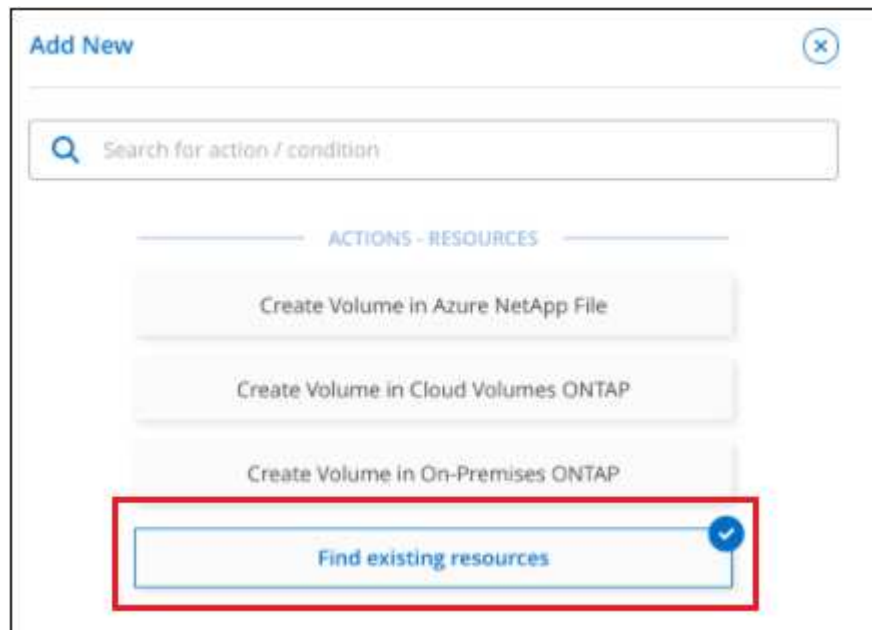 Add New
Search for action / condition
ACTIONS - RESOURCES
Create Volume in Azure NetApp File
Create Volume in Cloud Volumes ONTAP
Create Volume in On-Premises ONTAP
Find existing resources